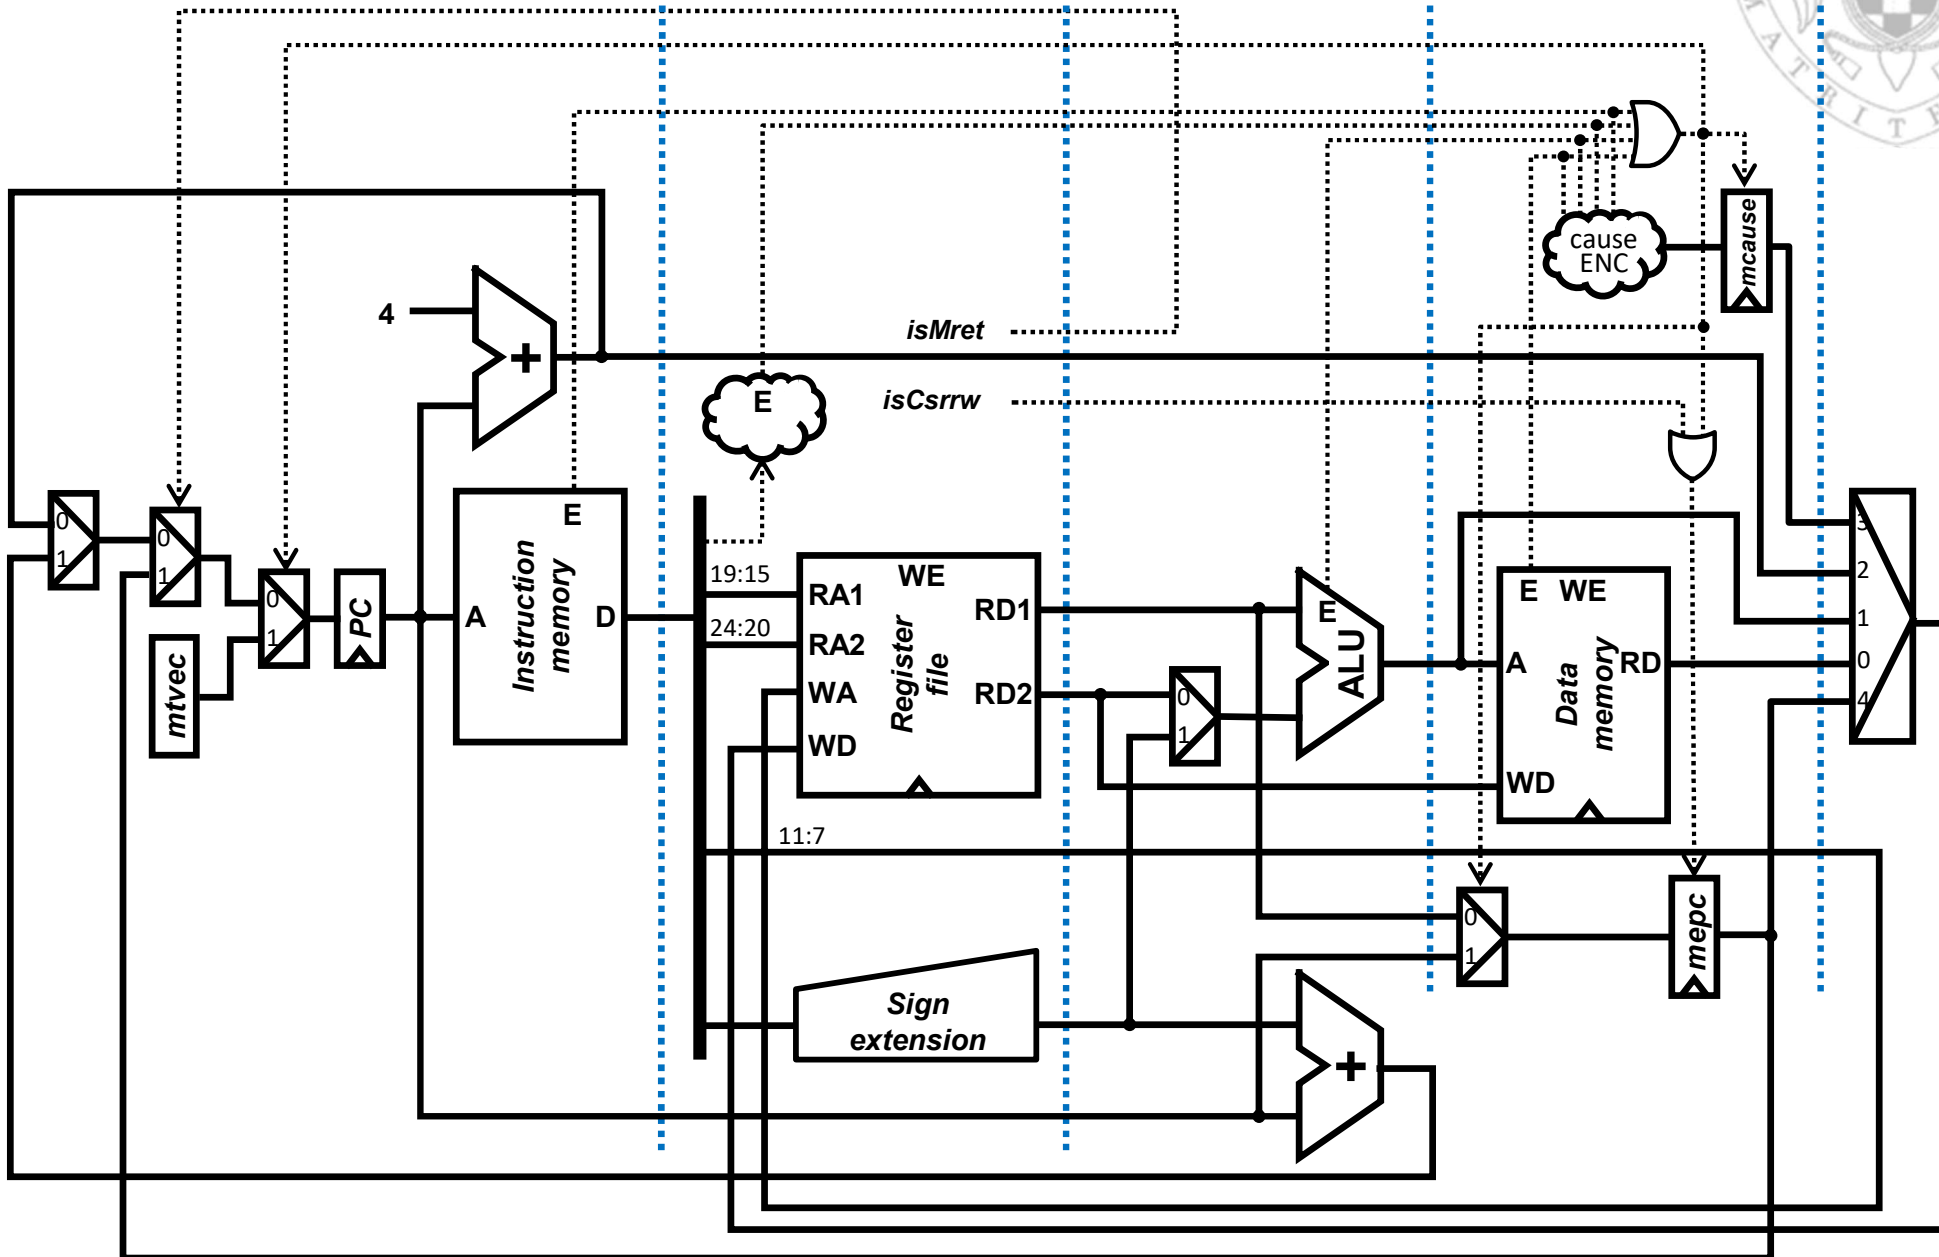 M A T R I T
cause
ENC
mcause
4
+
isMret
isCsrrw
E
0
1
0
1
0
1
mtvec
PC
A
Instruction
memory
E
D
19:15
24:20
11:7
RA1
RA2
WA
WD
WE
Register
file
RD1
RD2
0
1
E
ALU
E WE
A
Data
memory
RD
WD
3
2
1
0
4
0
1
mepc
Sign
extension
+